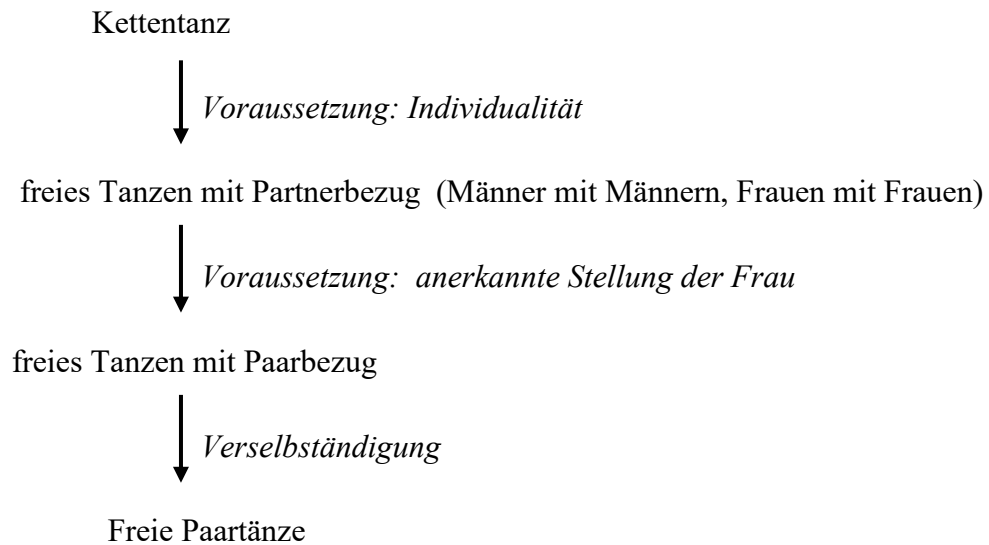 Kettentanz
Voraussetzung: Individualität
freies Tanzen mit Partnerbezug (Männer mit Männern, Frauen mit Frauen)
Voraussetzung: anerkannte Stellung der Frau
freies Tanzen mit Paarbezug
Verselbständigung
Freie Paartänze